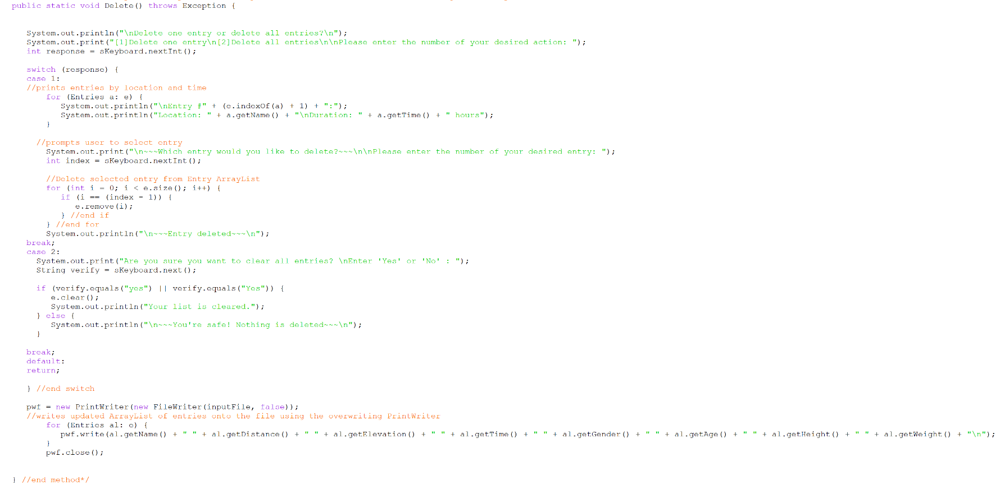 public static void Delete() throws Exception {
System.out.println("\nDelete one entry or delete all entries?\n");
System.out.print("[1]Delete one entry\n[2]Delete all entries\n\nPlease enter the number of your desired action: ");
int response = sKeyboard.nextInt();
switch (response) {
case 1:
//prints entries by location and time
for (Entries a: e) {
System.out.println("\nEntry #" + (e.indexOf(a) + 1) + ":");
System.out.println("Location: " + a.getName() + "\nDuration: " + a.getTime() + " hours");
}
//prompts user to select entry
System.out.print("\n~~~Which entry would you like to delete?~~~\n\nPlease enter the number of your desired entry: ");
int index = sKeyboard.nextInt();
//Delete selected entry from Entry ArrayList
for (int i = 0; i < e.size(); i++) {
if (i == (index - 1)) {
e.remove(i);
} //end if
} //end for
System.out.println("\n~~~Entry deleted~~~\n");
break;
case 2:
System.out.print("Are you sure you want to clear all entries? \nEnter 'Yes' or 'No' : ");
String verify = sKeyboard.next();
if (verify.equals("yes") || verify.equals("Yes")) {
e.clear();
System.out.println("Your list is cleared.");
} else {
System.out.println("\n~~~You're safe! Nothing is deleted~~~\n");
}
break;
default:
return;
} //end switch
pwf = new PrintWriter(new FileWriter(inputFile, false));
//writes updated ArrayList of entries onto the file using the overwriting PrintWriter
for (Entries al: e) {
pwf.write(al.getName() + " " + al.getDistance() + " " + al.getElevation() + " " + al.getTime() + " " + al.getGender() + " " + al.getAge() + " " + al.getHeight() + " " + al.getWeight() + "\n");
}
pwf.close();
} //end method*/